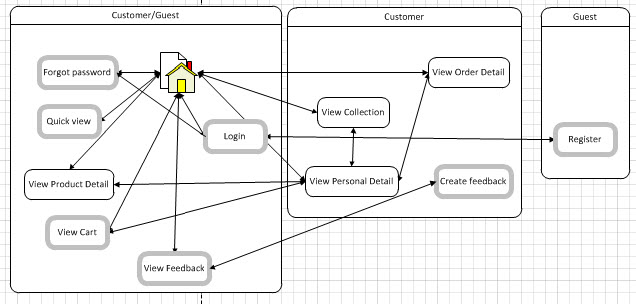 Customer/Guest
Customer
Guest
Forgot password
View Order Detail
Quick view
View Collection
Login
Register
View Product Detail
View Personal Detail
Create feedback
View Cart
View Feedback